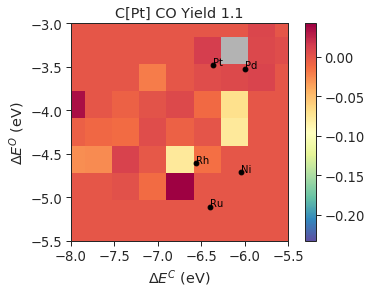 C[Pt] CO Yield 1.1
−3.0
−3.5
−4.0
−4.5
−5.0
−5.5
ΔE^O (eV)
Pt
Pd
Rh
Ni
Ru
−8.0 −7.5 −7.0 −6.5 −6.0 −5.5
ΔE^C (eV)
0.00
−0.05
−0.10
−0.15
−0.20